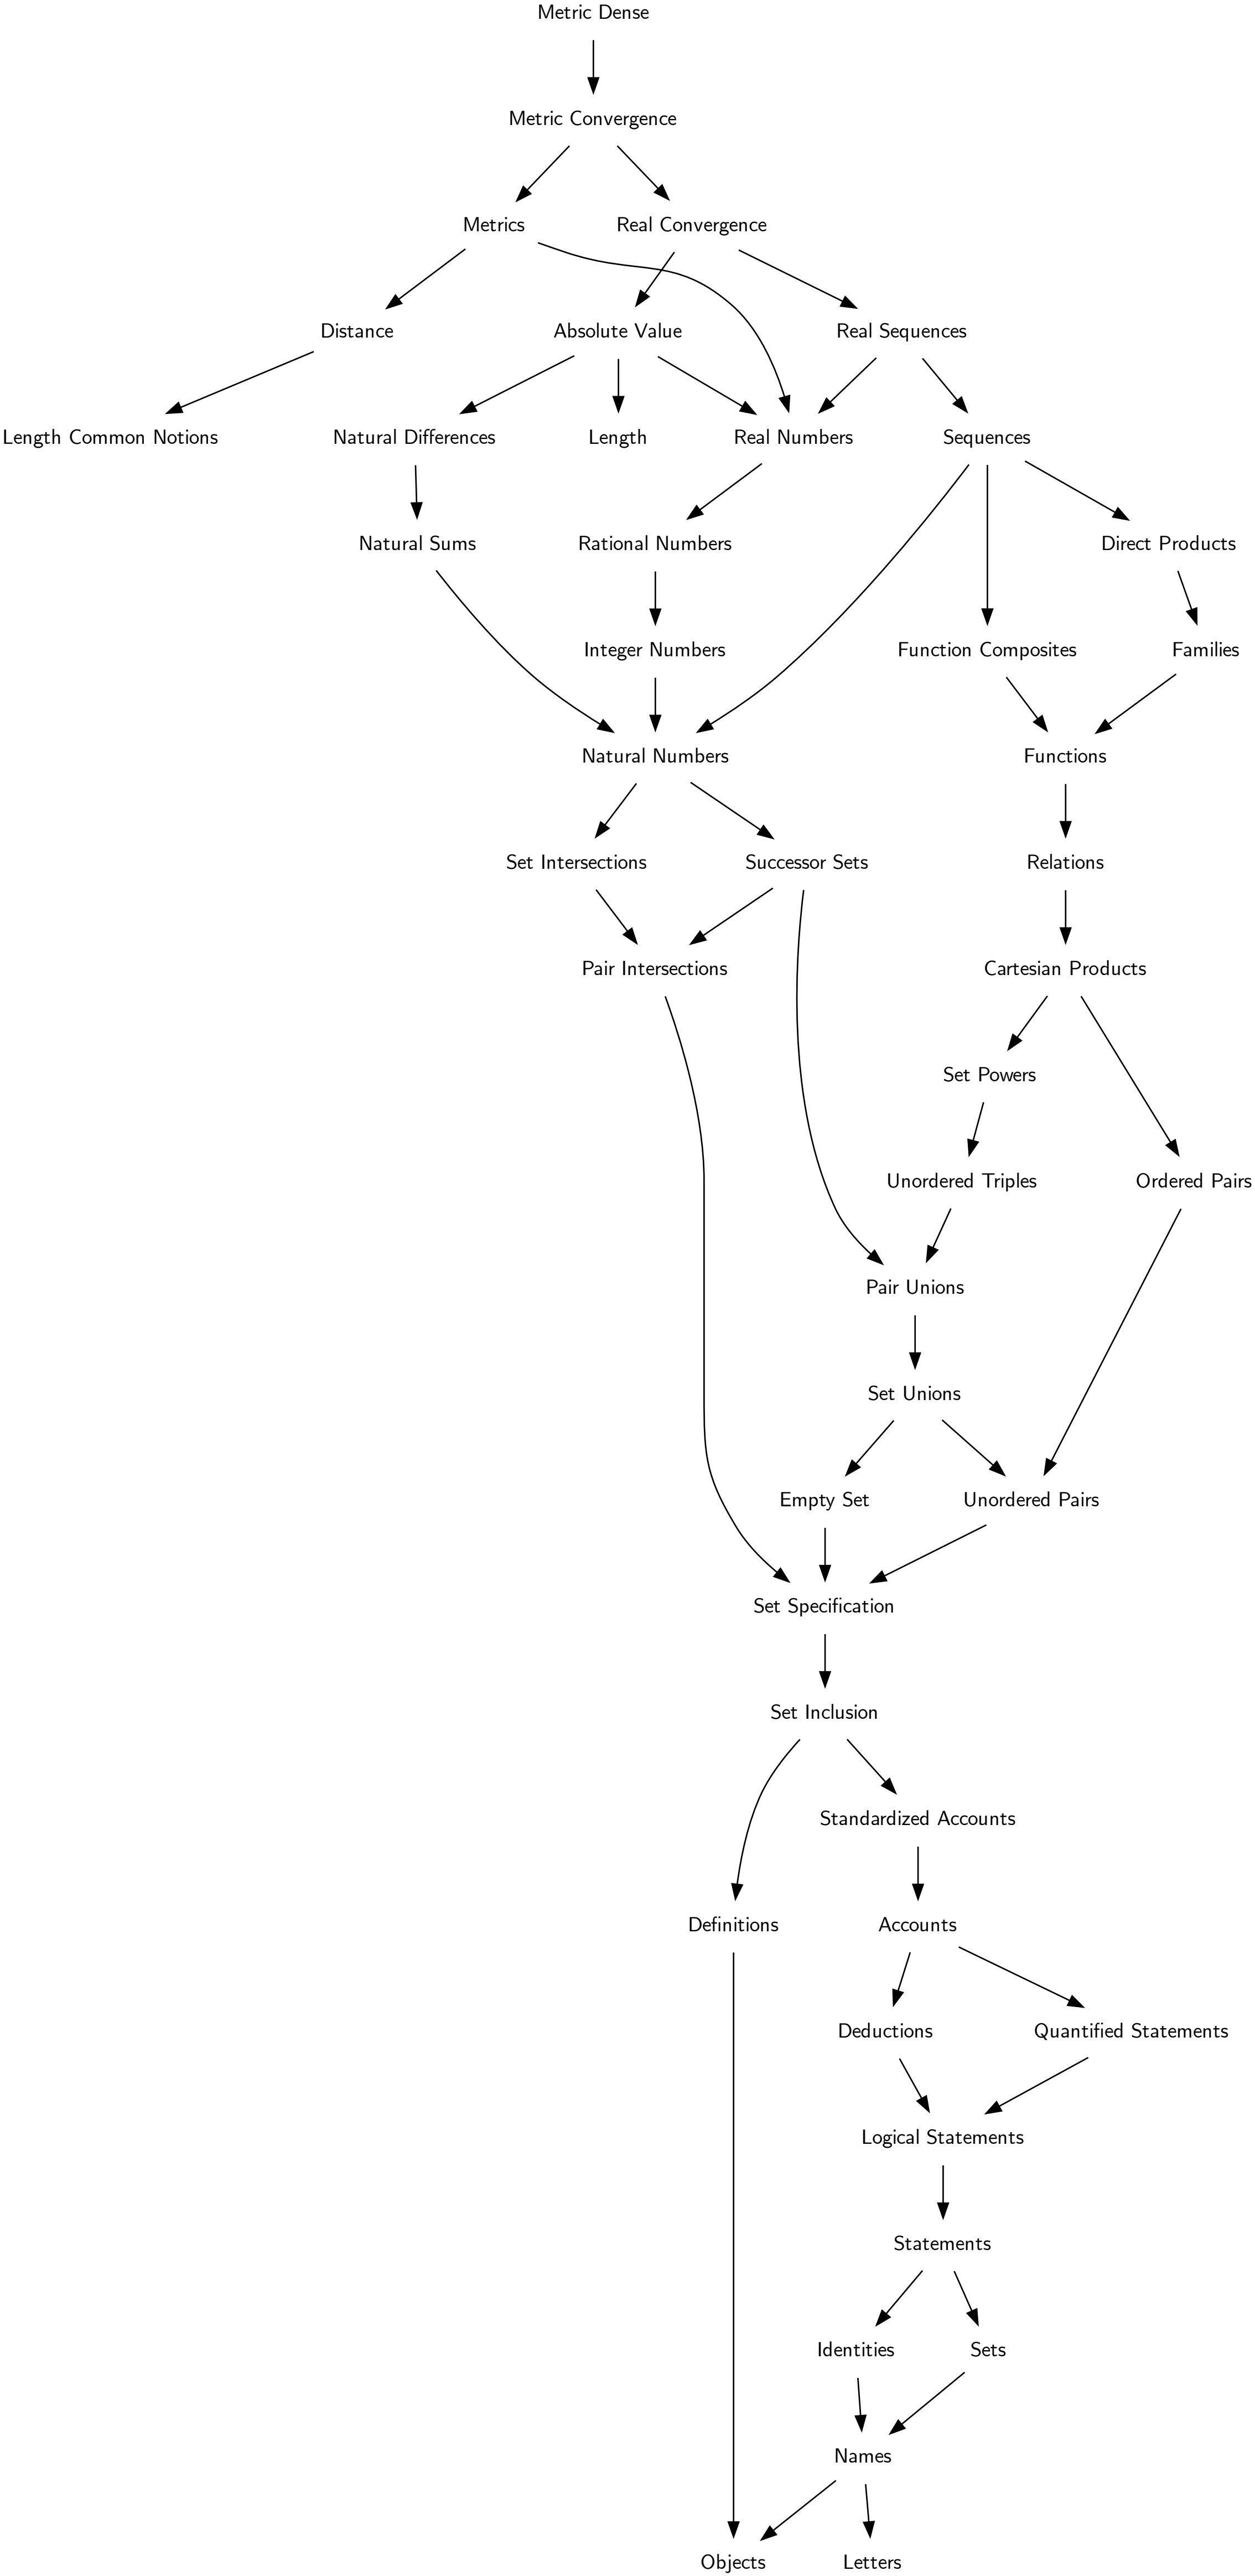 Metric Dense
Metric Convergence
Metrics
Real Convergence
Distance
Absolute Value
Real Sequences
Length Common Notions
Natural Differences
Length
Real Numbers
Sequences
Natural Sums
Rational Numbers
Direct Products
Integer Numbers
Function Composites
Families
Natural Numbers
Functions
Set Intersections
Successor Sets
Relations
Pair Intersections
Cartesian Products
Set Powers
Unordered Triples
Ordered Pairs
Pair Unions
Set Unions
Empty Set
Unordered Pairs
Set Specification
Set Inclusion
Standardized Accounts
Definitions
Accounts
Deductions
Quantified Statements
Logical Statements
Statements
Identities
Sets
Names
Objects
Letters